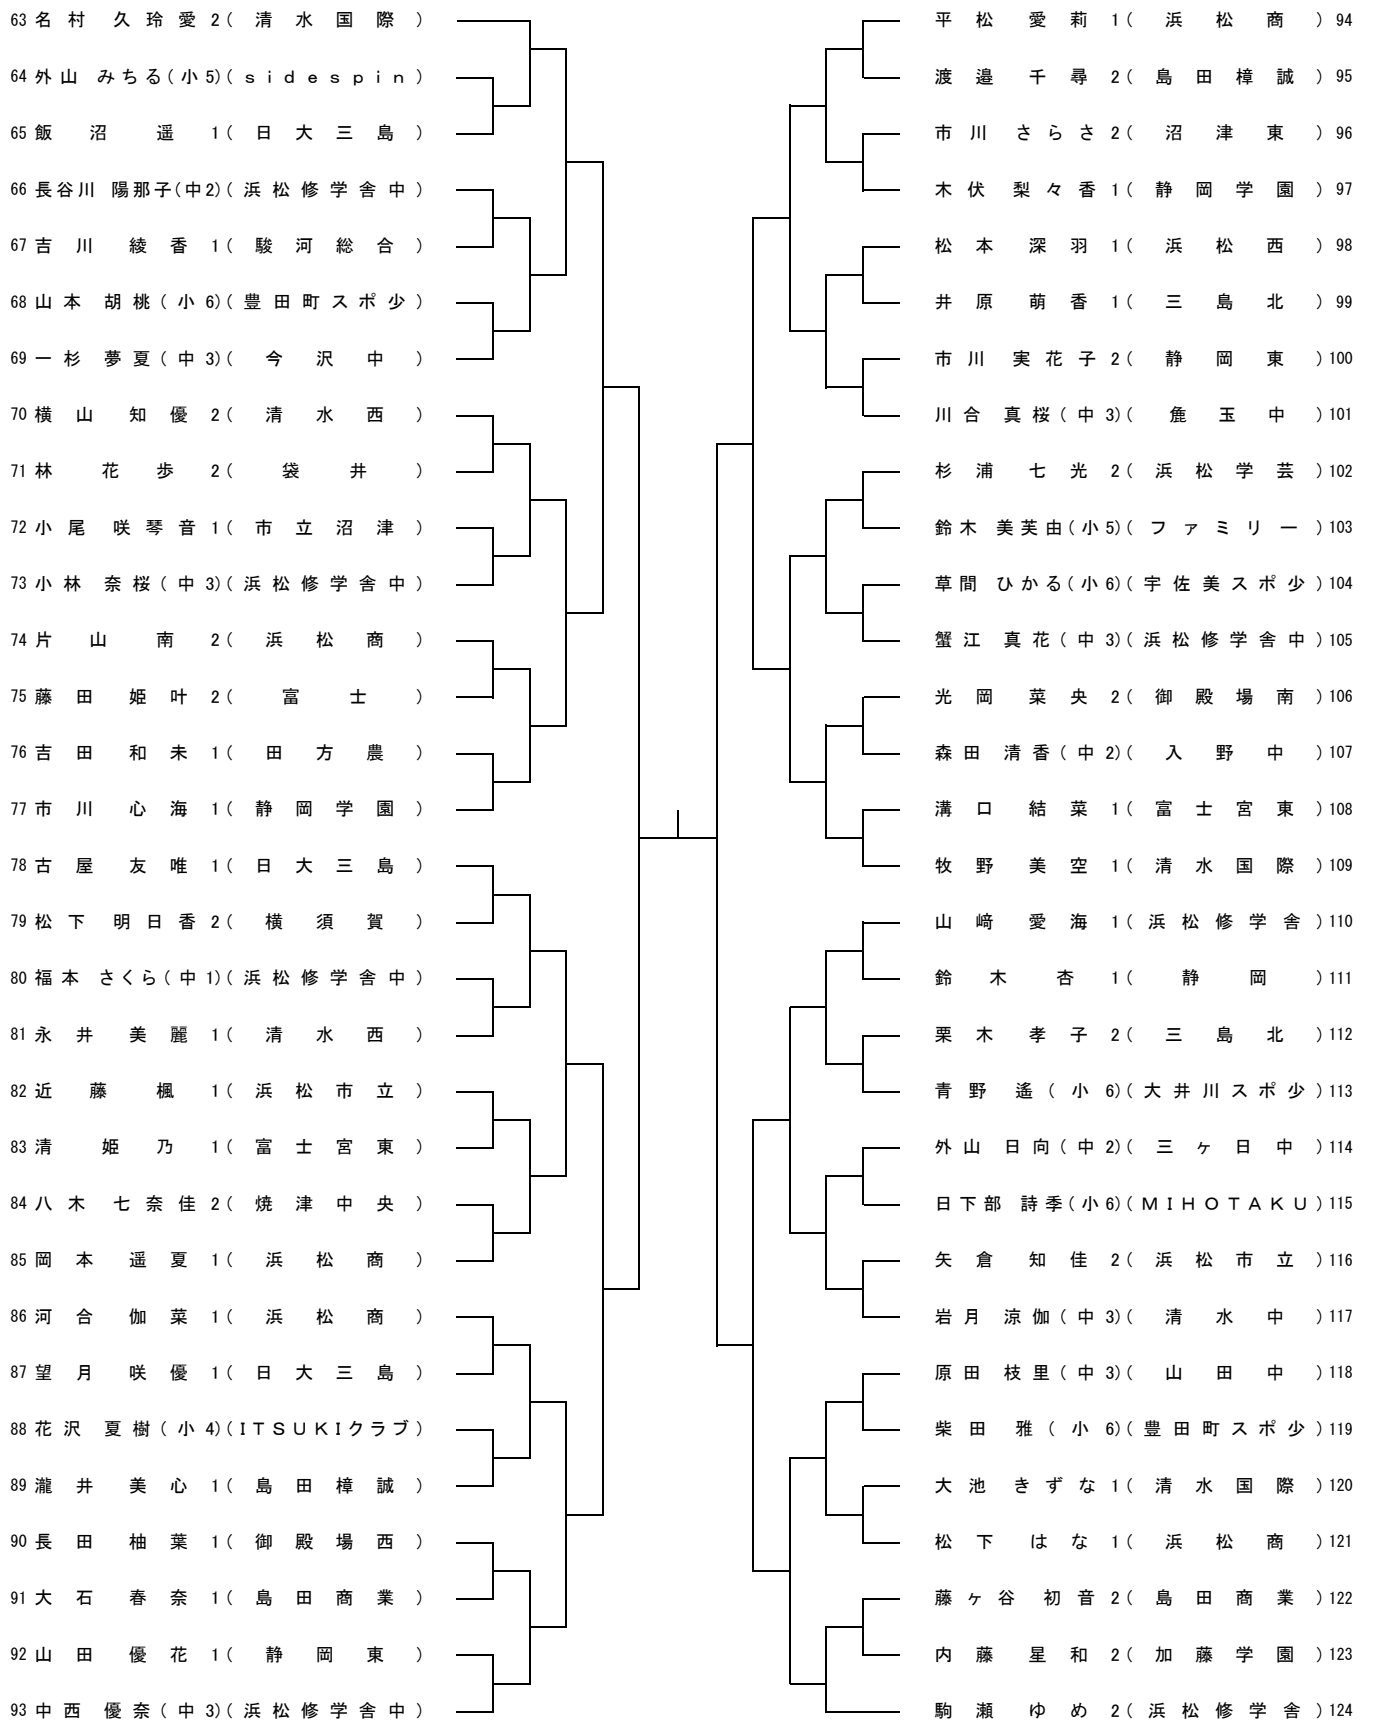 63 名村 久玲愛 2 (清水国際)
64 外山 みちる(小5)(sidespin)
65 飯沼 遥 1 (日大三島)
66 長谷川 陽那子(中2)(浜松修学舎中)
67 吉川 綾香 1 (駿河総合)
68 山本 胡桃(小6)(豊田町スポ少)
69 一杉 夢夏(中3)(今沢中)
70 横山 知優 2 (清水西)
71 林 花歩 2 (袋井)
72 小尾 咲琴音 1 (市立沼津)
73 小林 奈桜(中3)(浜松修学舎中)
74 片山 南 2 (浜松商)
75 藤田 姫叶 2 (富士)
76 吉田 和未 1 (田方農)
77 市川 心海 1 (静岡学園)
78 古屋 友唯 1 (日大三島)
79 松下 明日香 2 (横須賀)
80 福本 さくら(中1)(浜松修学舎中)
81 永井 美麗 1 (清水西)
82 近藤 楓 1 (浜松市立)
83 清 姫乃 1 (富士宮東)
84 八木 七奈佳 2 (焼津中央)
85 岡本 遥夏 1 (浜松商)
86 河合 伽菜 1 (浜松商)
87 望月 咲優 1 (日大三島)
88 花沢 夏樹(小4)(ITSUKIクラブ)
89 瀧井 美心 1 (島田樟誠)
90 長田 柚葉 1 (御殿場西)
91 大石 春奈 1 (島田商業)
92 山田 優花 1 (静岡東)
93 中西 優奈(中3)(浜松修学舎中)
平松 愛莉 1 (浜松商) 94
渡邉 千尋 2 (島田樟誠) 95
市川 さらさ 2 (沼津東) 96
木伏 梨々香 1 (静岡学園) 97
松本 深羽 1 (浜松西) 98
井原 萌香 1 (三島北) 99
市川 実花子 2 (静岡東) 100
川合 真桜(中3)(麁玉中) 101
杉浦 七光 2 (浜松学芸) 102
鈴木 美芙由(小5)(ファミリー) 103
草間 ひかる(小6)(宇佐美スポ少) 104
蟹江 真花(中3)(浜松修学舎中) 105
光岡 菜央 2 (御殿場南) 106
森田 清香(中2)(入野中) 107
溝口 結菜 1 (富士宮東) 108
牧野 美空 1 (清水国際) 109
山﨑 愛海 1 (浜松修学舎) 110
鈴木 杏 1 (静岡) 111
栗木 孝子 2 (三島北) 112
青野 遙(小6)(大井川スポ少) 113
外山 日向(中2)(三ヶ日中) 114
日下部 詩季(小6)(MIHOTAKU) 115
矢倉 知佳 2 (浜松市立) 116
岩月 涼伽(中3)(清水中) 117
原田 枝里(中3)(山田中) 118
柴田 雅(小6)(豊田町スポ少) 119
大池 きずな 1 (清水国際) 120
松下 はな 1 (浜松商) 121
藤ヶ谷 初音 2 (島田商業) 122
内藤 星和 2 (加藤学園) 123
駒瀬 ゆめ 2 (浜松修学舎) 124